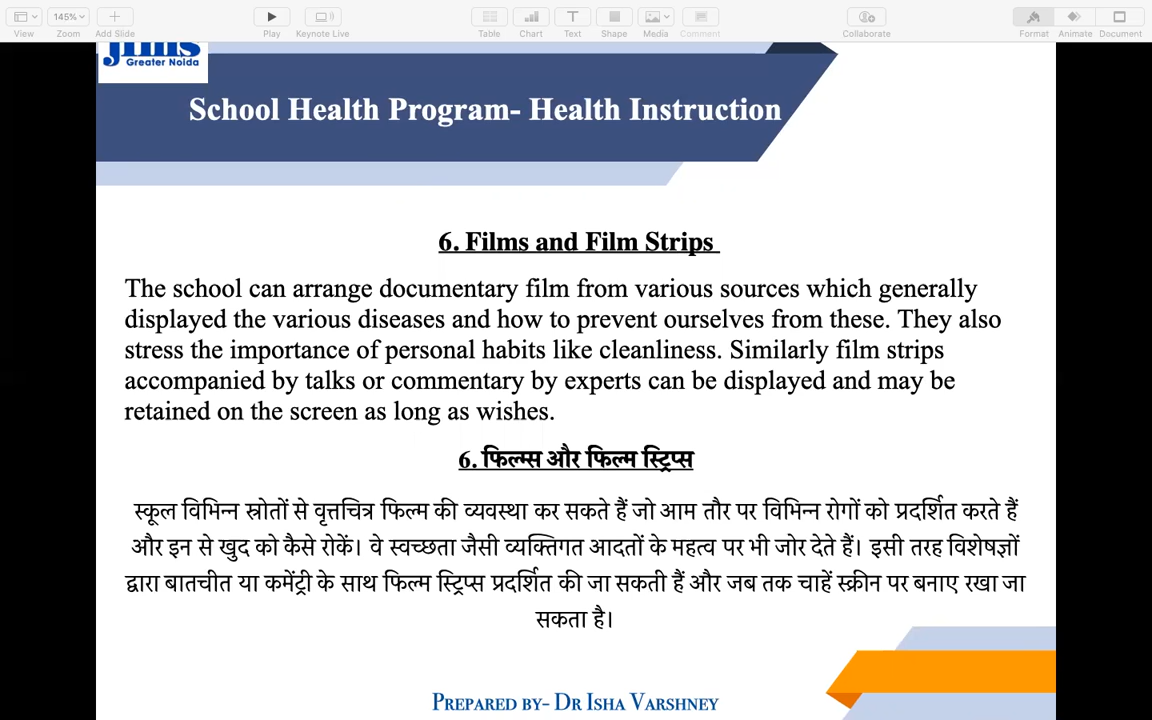 145%
View
Zoom
Add Slide
Play
Keynote Live
Table
Chart
Text
Shape
Media
Comment
Collaborate
Format
Animate
Document
jims
Greater Noida
School Health Program- Health Instruction
6. Films and Film Strips
The school can arrange documentary film from various sources which generally
displayed the various diseases and how to prevent ourselves from these. They also
stress the importance of personal habits like cleanliness. Similarly film strips
accompanied by talks or commentary by experts can be displayed and may be
retained on the screen as long as wishes.
6. फिल्म्स और फिल्म स्ट्रिप्स
स्कूल विभिन्न स्रोतों से वृत्तचित्र फिल्म की व्यवस्था कर सकते हैं जो आम तौर पर विभिन्न रोगों को प्रदर्शित करते हैं
और इन से खुद को कैसे रोकें। वे स्वच्छता जैसी व्यक्तिगत आदतों के महत्व पर भी जोर देते हैं। इसी तरह विशेषज्ञों
द्वारा बातचीत या कमेंट्री के साथ फिल्म स्ट्रिप्स प्रदर्शित की जा सकती हैं और जब तक चाहें स्क्रीन पर बनाए रखा जा
सकता है।
Prepared by- Dr Isha Varshney